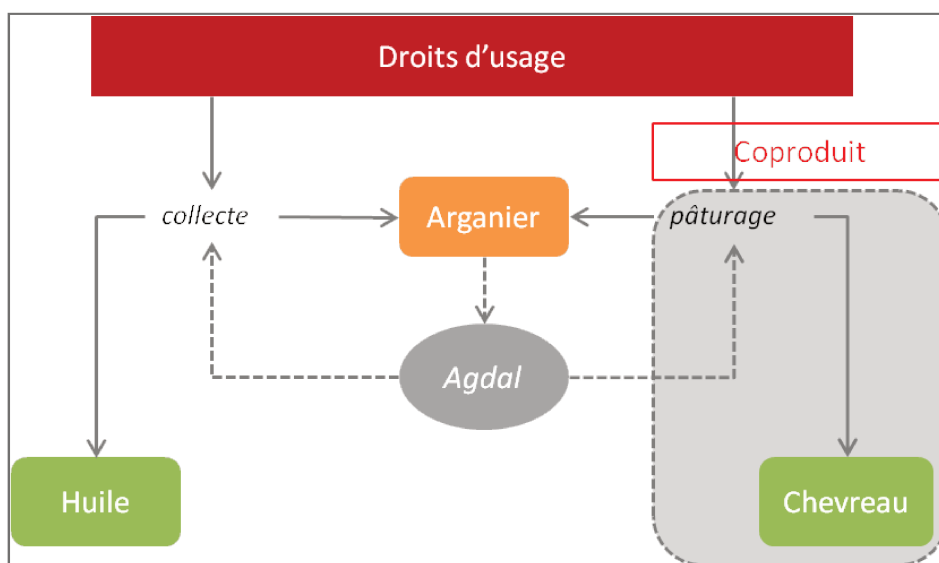 Droits d'usage
Coproduit
collecte
Arganier
pâturage
Agdal
Huile
Chevreau